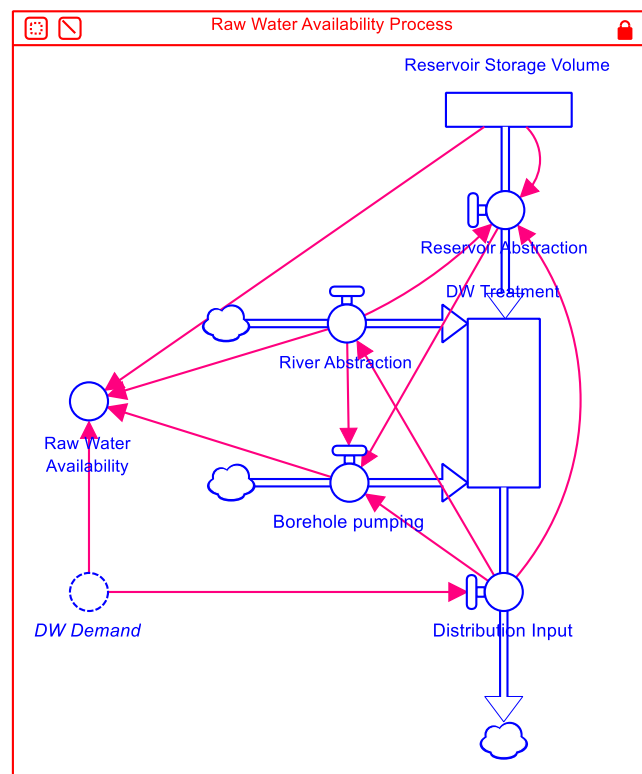 Raw Water Availability Process
Reservoir Storage Volume
Reservoir Abstraction
DW Treatment
River Abstraction
Raw Water
Availability
Borehole pumping
DW Demand
Distribution Input